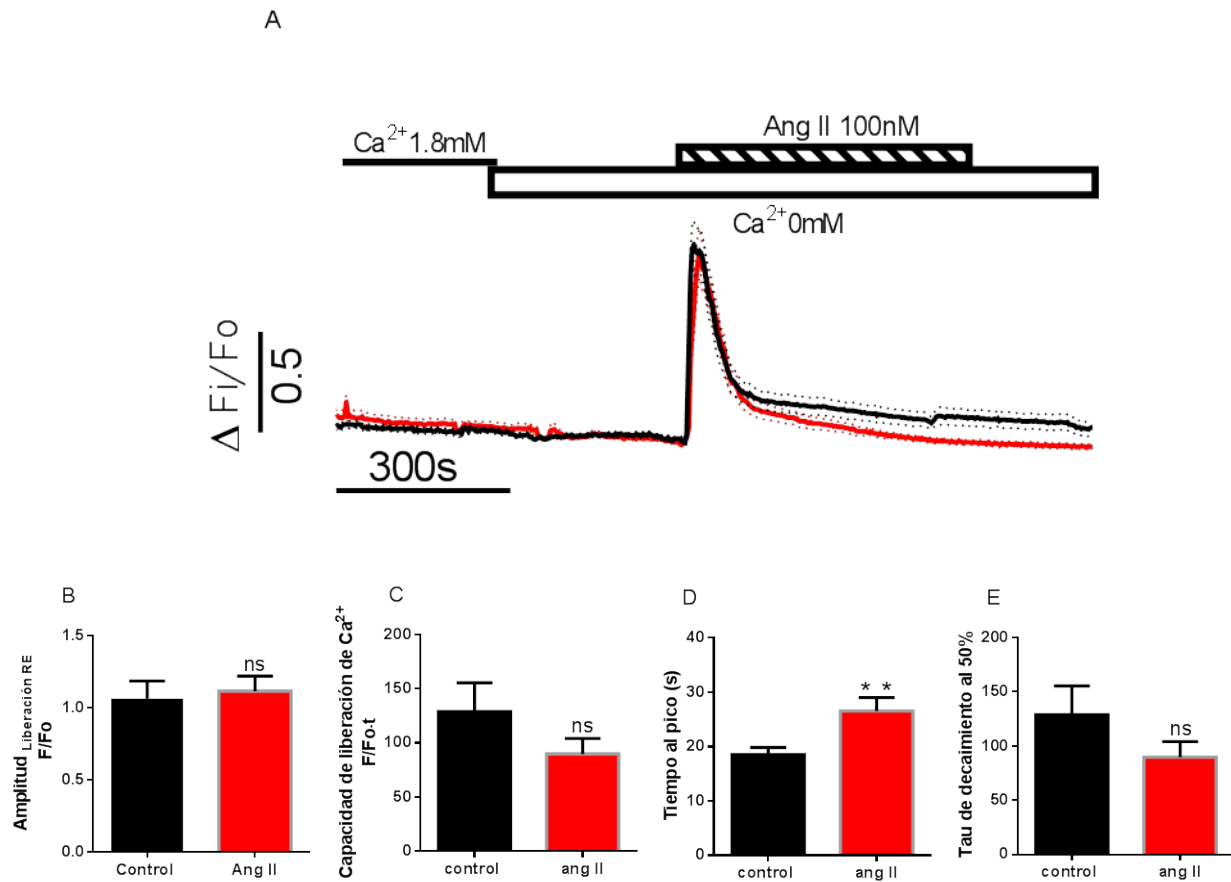 A
Ca²⁺ 1.8mM
Ang II 100nM
Ca²⁺ 0mM
Δ Fi/Fo
0.5
300s
B
Amplitud Liberación RE
F/Fo
1.5
1.0
0.5
0.0
ns
Control
Ang II
C
Capacidad de liberación de Ca²⁺
F/Fo·t
200
150
100
50
0
ns
control
ang II
D
Tiempo al pico (s)
40
30
20
10
0
* *
control
ang II
E
Tau de decaimiento al 50%
200
150
100
50
0
ns
control
ang II